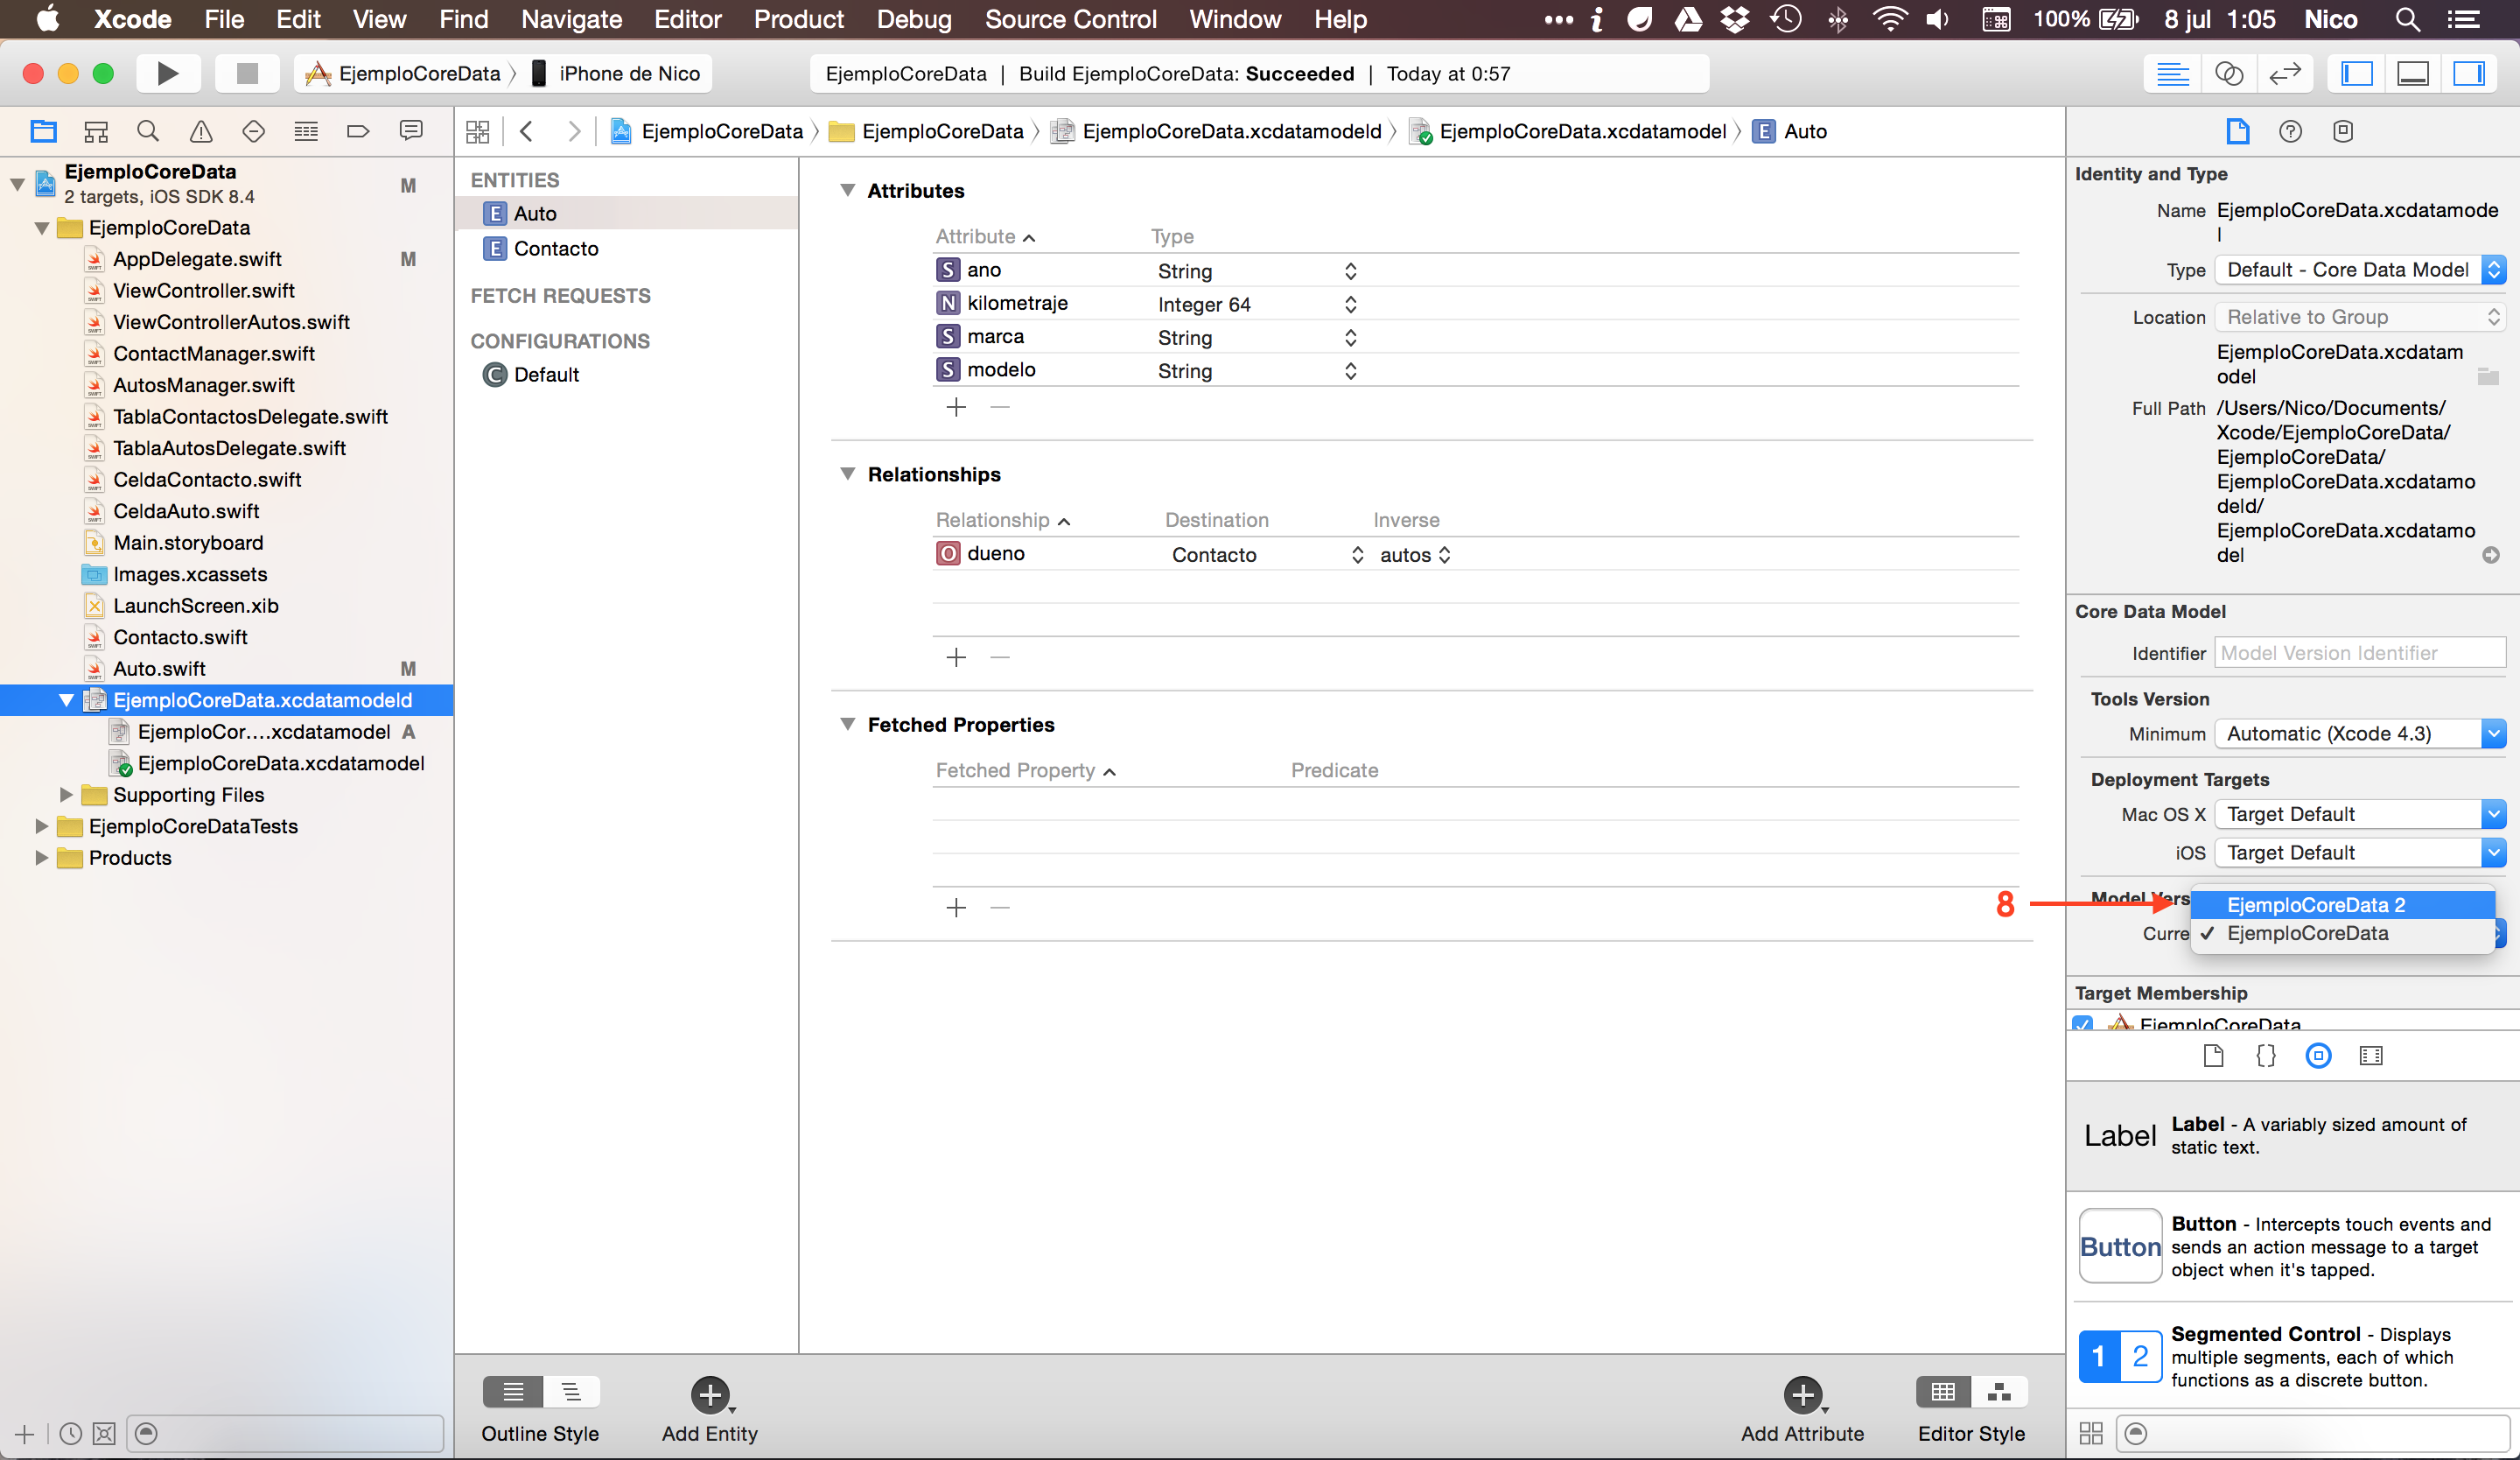 Xcode File Edit View Find Navigate Editor Product Debug Source Control Window Help 100% 8 jul 1:05 Nico
EjemploCoreData iPhone de Nico
EjemploCoreData | Build EjemploCoreData: Succeeded | Today at 0:57
EjemploCoreData EjemploCoreData EjemploCoreData.xcdatamodeld EjemploCoreData.xcdatamodel E Auto
EjemploCoreData
2 targets, iOS SDK 8.4 M
EjemploCoreData
AppDelegate.swift M
ViewController.swift
ViewControllerAutos.swift
ContactManager.swift
AutosManager.swift
TablaContactosDelegate.swift
TablaAutosDelegate.swift
CeldaContacto.swift
CeldaAuto.swift
Main.storyboard
Images.xcassets
LaunchScreen.xib
Contacto.swift
Auto.swift M
EjemploCoreData.xcdatamodeld
EjemploCor....xcdatamodel A
EjemploCoreData.xcdatamodel
Supporting Files
EjemploCoreDataTests
Products
ENTITIES
E Auto
E Contacto
FETCH REQUESTS
CONFIGURATIONS
C Default
Attributes
Attribute Type
S ano String
N kilometraje Integer 64
S marca String
S modelo String
Relationships
Relationship Destination Inverse
O dueno Contacto autos
Fetched Properties
Fetched Property Predicate
Outline Style Add Entity Add Attribute Editor Style
Identity and Type
Name EjemploCoreData.xcdatamode
l
Type Default - Core Data Model
Location Relative to Group
EjemploCoreData.xcdatam
odel
Full Path /Users/Nico/Documents/
Xcode/EjemploCoreData/
EjemploCoreData/
EjemploCoreData.xcdatamo
deld/
EjemploCoreData.xcdatamo
del
Core Data Model
Identifier Model Version Identifier
Tools Version
Minimum Automatic (Xcode 4.3)
Deployment Targets
Mac OS X Target Default
iOS Target Default
8 Model Vers EjemploCoreData 2
Curre ✓ EjemploCoreData
Target Membership
EjemploCoreData
Label Label - A variably sized amount of
static text.
Button Button - Intercepts touch events and
sends an action message to a target
object when it's tapped.
1 2 Segmented Control - Displays
multiple segments, each of which
functions as a discrete button.